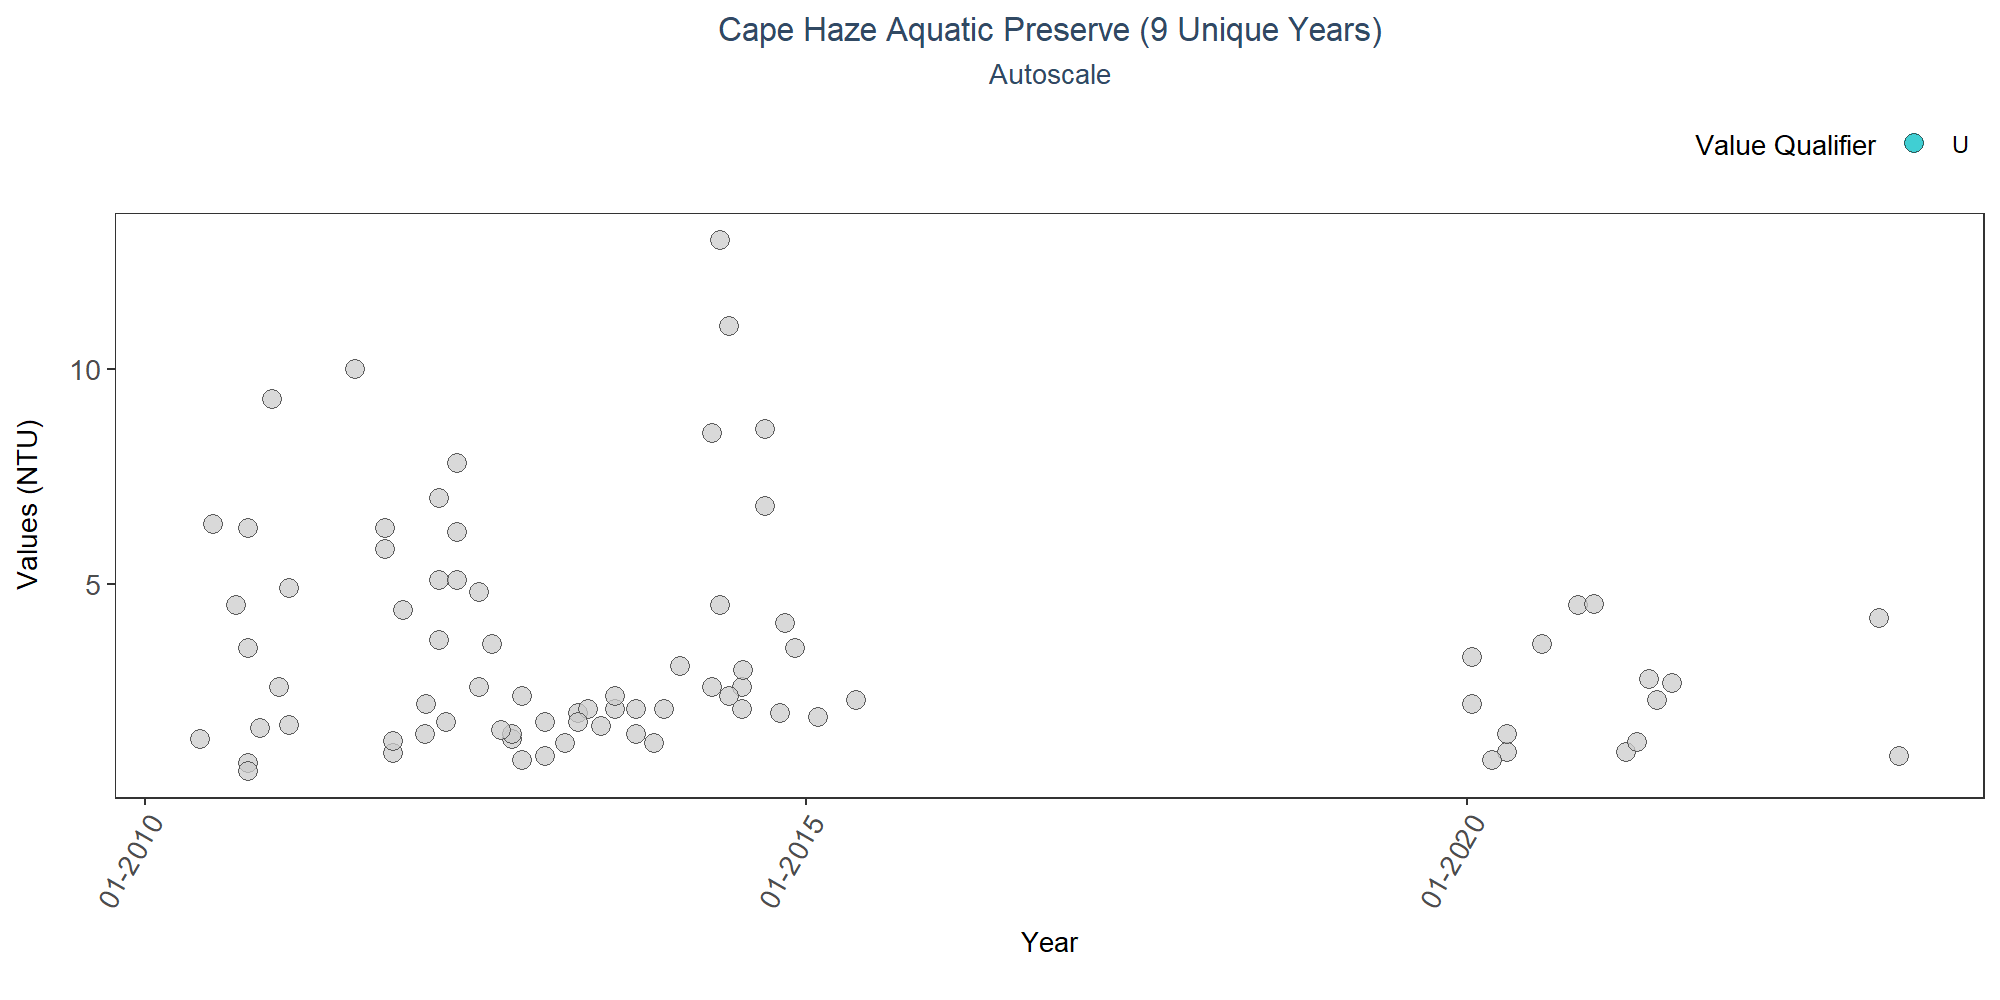 Cape Haze Aquatic Preserve (9 Unique Years)
Autoscale
Value Qualifier U
Values (NTU)
10
5
01-2010
01-2015
01-2020
Year